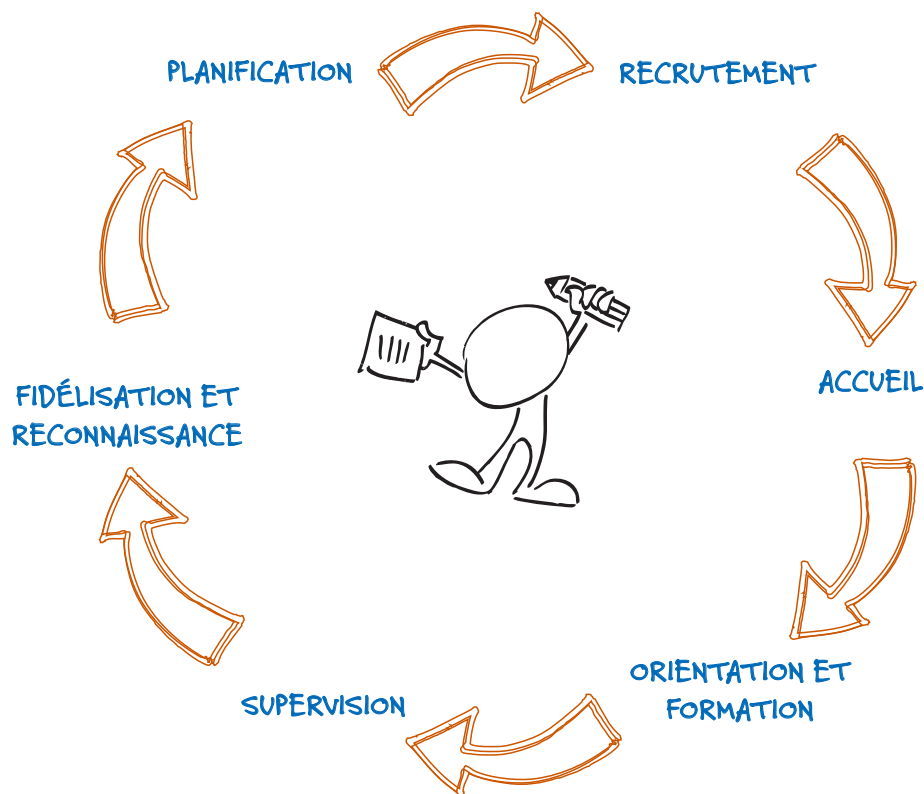 PLANIFICATION
RECRUTEMENT
ACCUEIL
ORIENTATION ET
FORMATION
SUPERVISION
FIDÉLISATION ET
RECONNAISSANCE